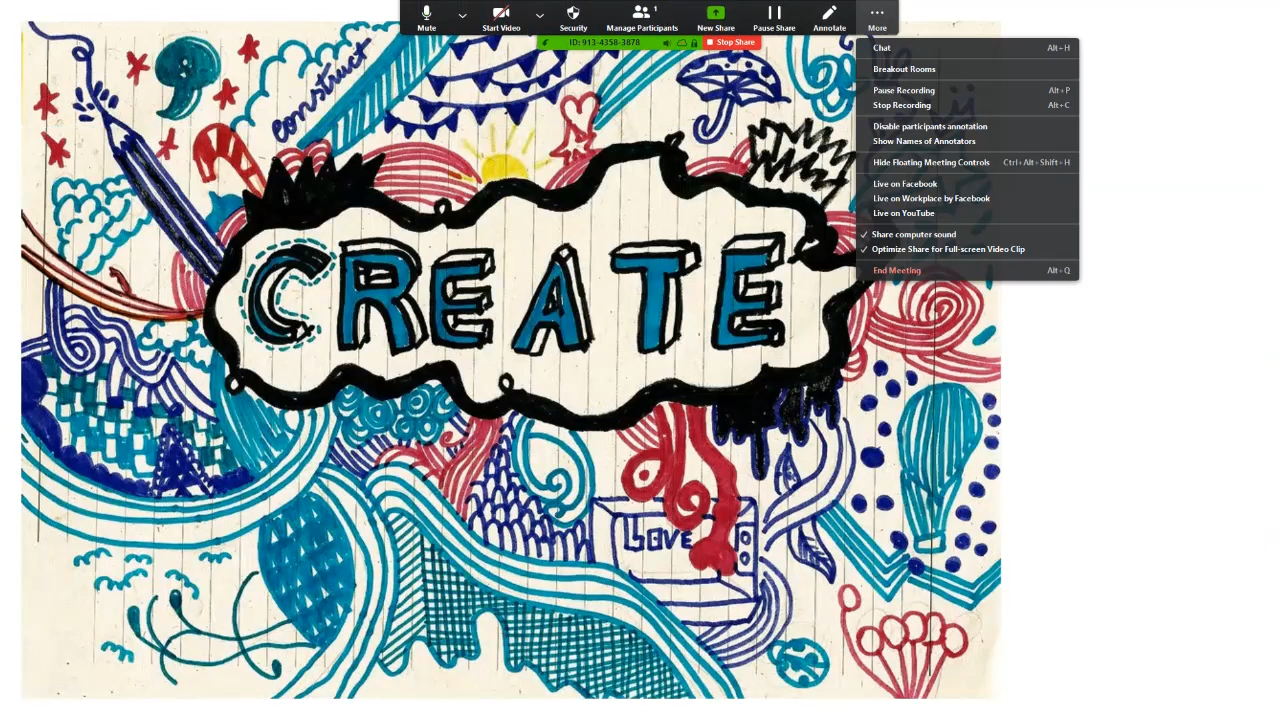 Mute
Start Video
Security
Manage Participants
1
New Share
Pause Share
Annotate
More
ID: 913-4358-3878
Stop Share
Chat Alt+H
Breakout Rooms
Pause Recording Alt+P
Stop Recording Alt+C
Disable participants annotation
Show Names of Annotators
Hide Floating Meeting Controls Ctrl+Alt+Shift+H
Live on Facebook
Live on Workplace by Facebook
Live on YouTube
Share computer sound
Optimize Share for Full-screen Video Clip
End Meeting Alt+Q
construct
CREATE
LOVE